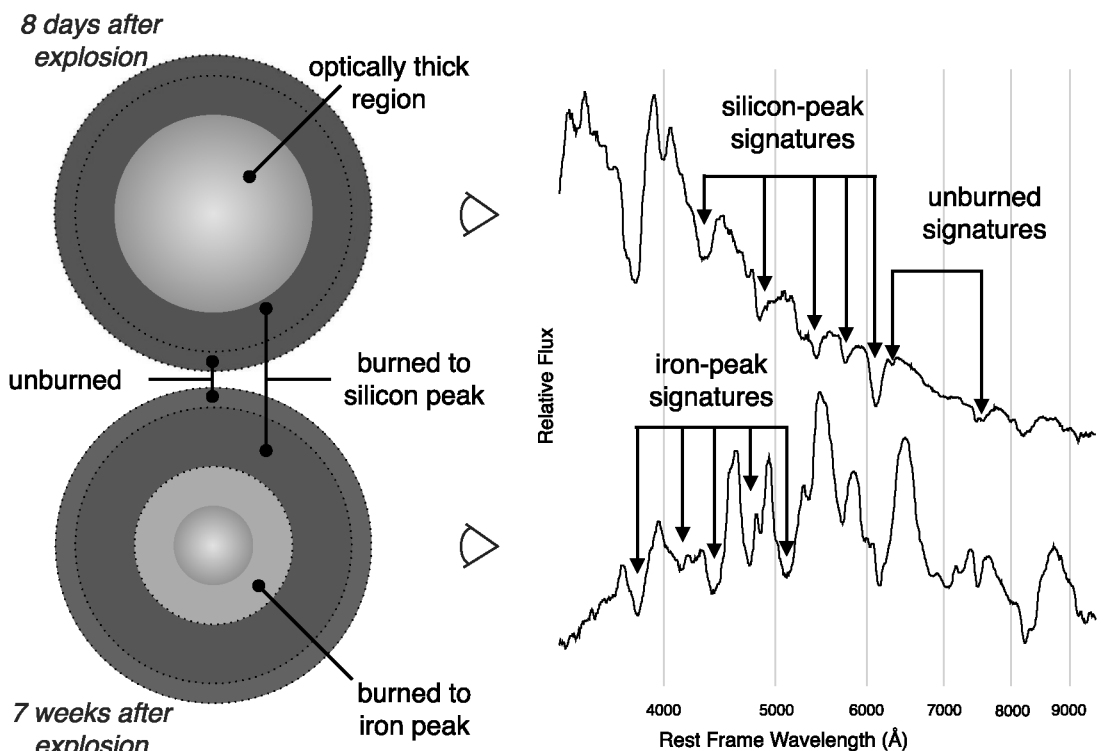 8 days after
explosion
optically thick
region
silicon-peak
signatures
unburned
signatures
unburned
burned to
silicon peak
iron-peak
signatures
Relative Flux
burned to
iron peak
7 weeks after
explosion
4000 5000 6000 7000 8000 9000
Rest Frame Wavelength (Å)